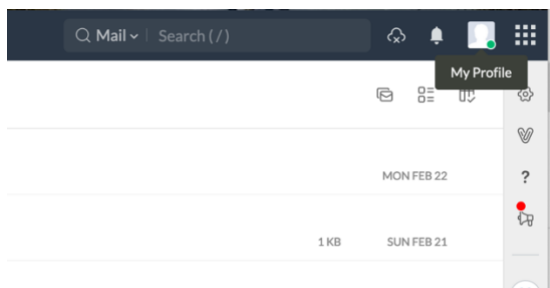 Mail Search ( / )
My Profile
MON FEB 22
?
1 KB SUN FEB 21